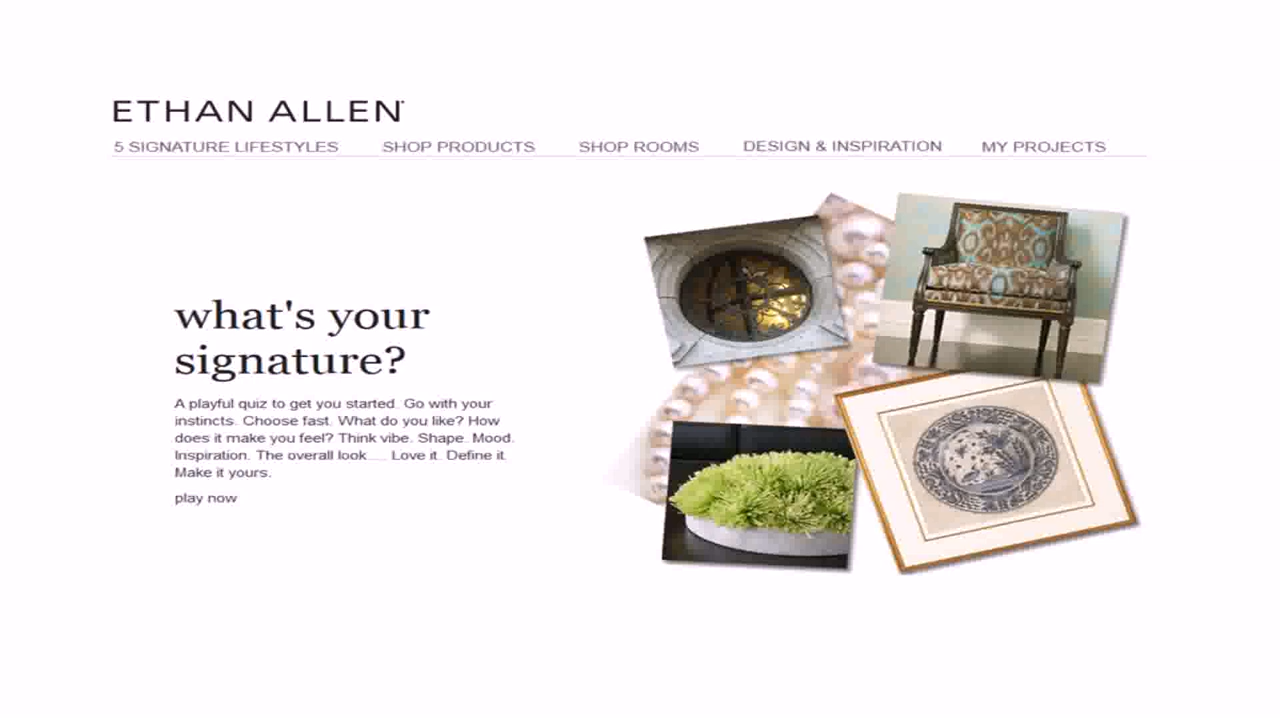 ETHAN ALLEN
5 SIGNATURE LIFESTYLES SHOP PRODUCTS SHOP ROOMS DESIGN & INSPIRATION MY PROJECTS
what's your
signature?
A playful quiz to get you started. Go with your
instincts. Choose fast. What do you like? How
does it make you feel? Think vibe. Shape. Mood.
Inspiration. The overall look.... Love it. Define it.
Make it yours.
play now